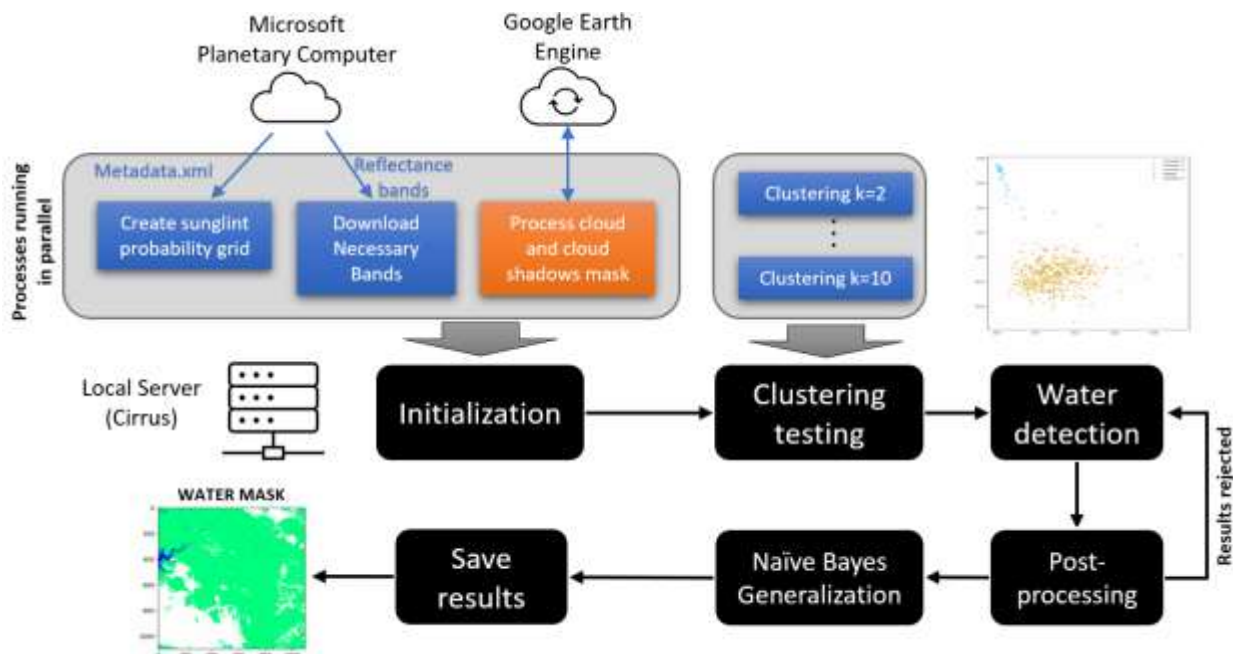 Microsoft
Planetary Computer
Google Earth
Engine
Processes running
in parallel
Metadata.xml
Reflectance
bands
Create sunglint
probability grid
Download
Necessary
Bands
Process cloud
and cloud
shadows mask
Clustering k=2
Clustering k=10
Local Server
(Cirrus)
Initialization
Clustering
testing
Water
detection
Results rejected
WATER MASK
Save
results
Naïve Bayes
Generalization
Post-
processing